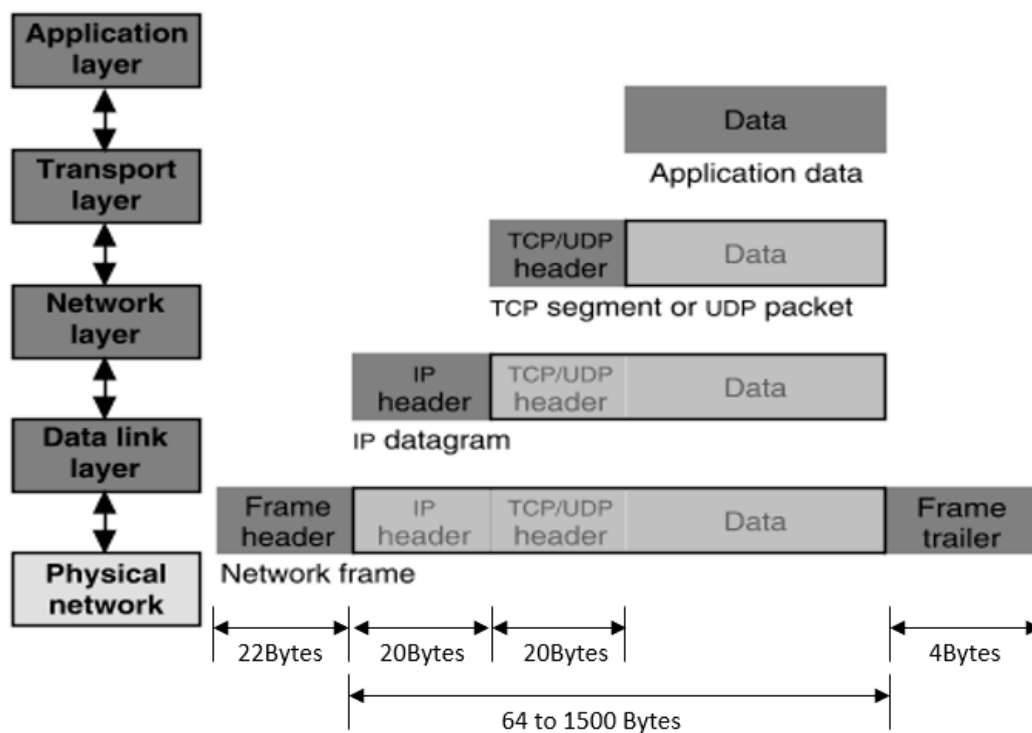 Application
layer
Data
Application data
Transport
layer
TCP/UDP
header
Data
TCP segment or UDP packet
Network
layer
IP
header
TCP/UDP
header
Data
IP datagram
Data link
layer
Frame
header
IP
header
TCP/UDP
header
Data
Frame
trailer
Network frame
Physical
network
22Bytes
20Bytes
20Bytes
4Bytes
64 to 1500 Bytes